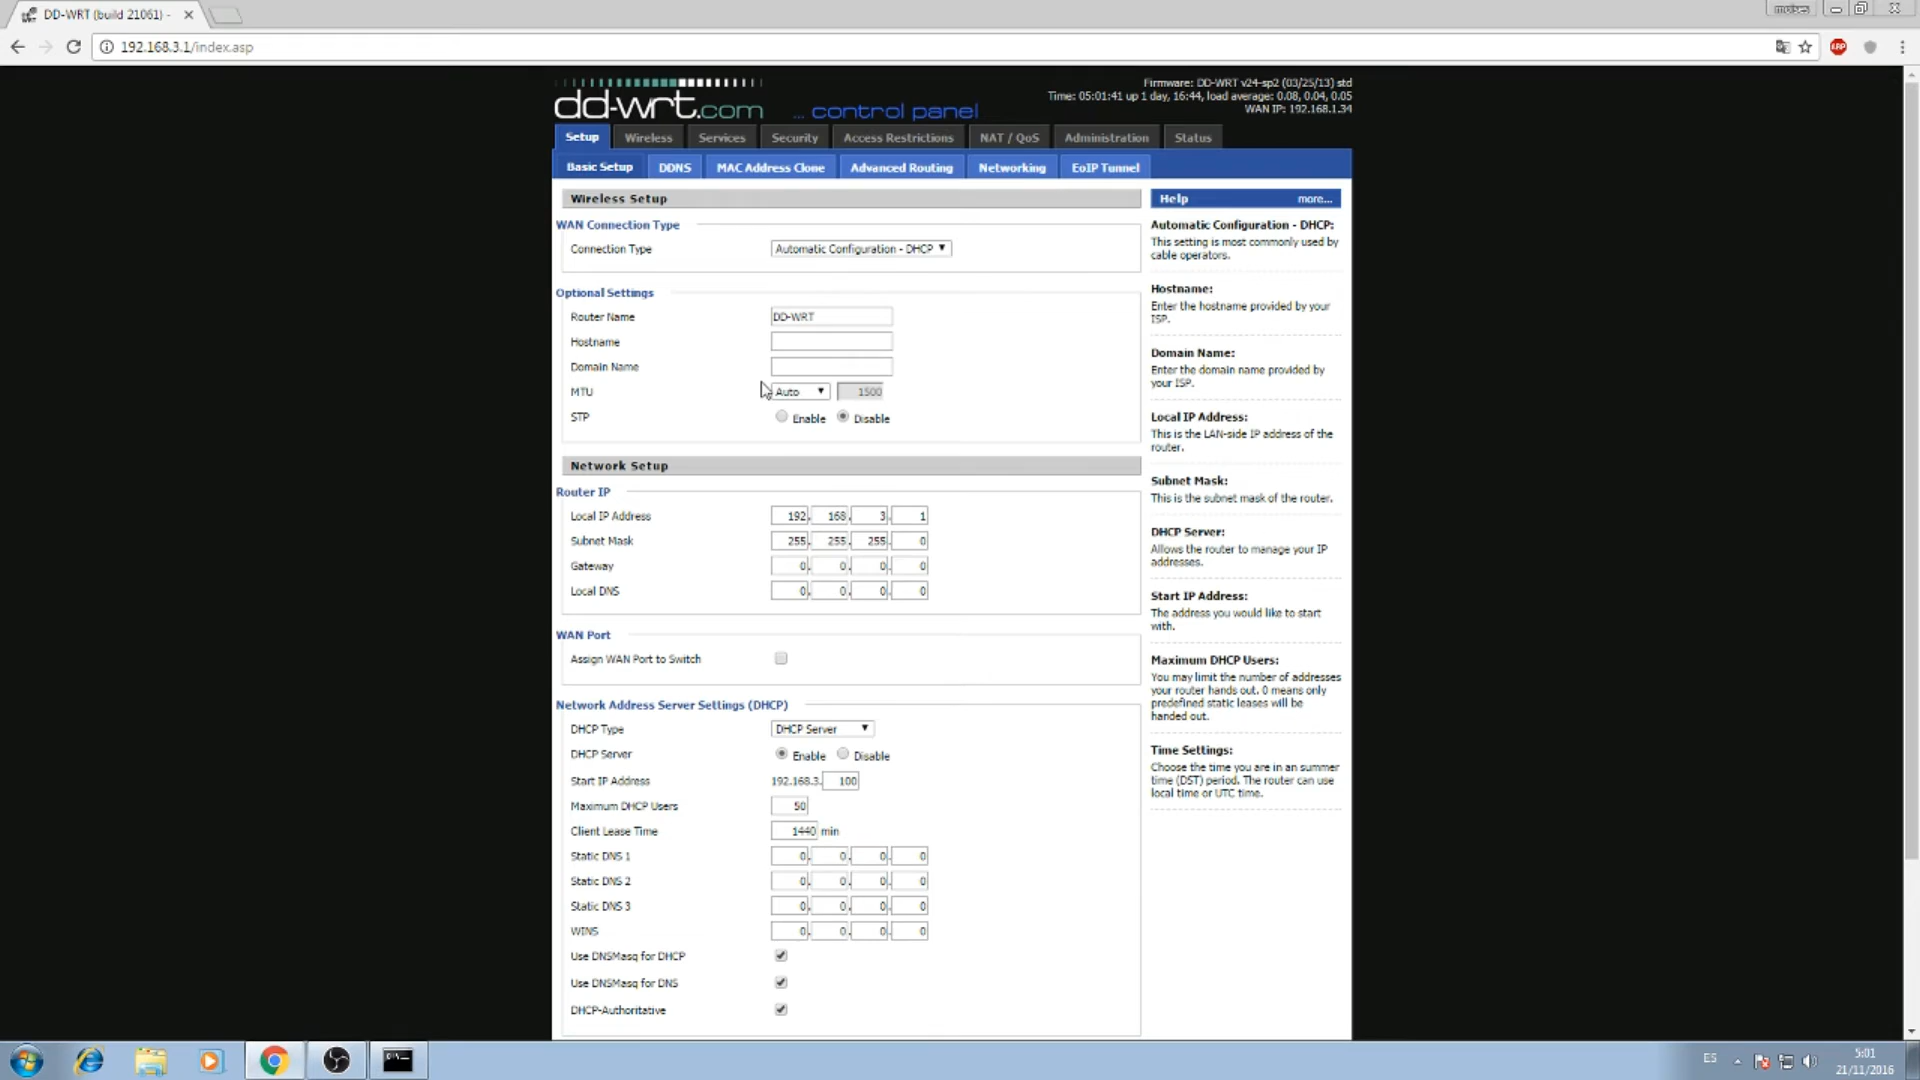 DD-WRT (build 21061) -
moises
192.168.3.1/index.asp
ABP
dd-wrt.com ... control panel
Firmware: DD-WRT v24-sp2 (03/25/13) std
Time: 05:01:41 up 1 day, 16:44, load average: 0.08, 0.04, 0.05
WAN IP: 192.168.1.34
Setup Wireless Services Security Access Restrictions NAT / QoS Administration Status
Basic Setup DDNS MAC Address Clone Advanced Routing Networking EoIP Tunnel
Wireless Setup
WAN Connection Type
Connection Type Automatic Configuration - DHCP
Optional Settings
Router Name DD-WRT
Hostname
Domain Name
MTU Auto 1500
STP Enable Disable
Network Setup
Router IP
Local IP Address 192. 168. 3. 1
Subnet Mask 255. 255. 255. 0
Gateway 0. 0. 0. 0
Local DNS 0. 0. 0. 0
WAN Port
Assign WAN Port to Switch
Network Address Server Settings (DHCP)
DHCP Type DHCP Server
DHCP Server Enable Disable
Start IP Address 192.168.3. 100
Maximum DHCP Users 50
Client Lease Time 1440 min
Static DNS 1 0. 0. 0. 0
Static DNS 2 0. 0. 0. 0
Static DNS 3 0. 0. 0. 0
WINS 0. 0. 0. 0
Use DNSMasq for DHCP
Use DNSMasq for DNS
DHCP-Authoritative
Help more...
Automatic Configuration - DHCP:
This setting is most commonly used by
cable operators.
Hostname:
Enter the hostname provided by your
ISP.
Domain Name:
Enter the domain name provided by
your ISP.
Local IP Address:
This is the LAN-side IP address of the
router.
Subnet Mask:
This is the subnet mask of the router.
DHCP Server:
Allows the router to manage your IP
addresses.
Start IP Address:
The address you would like to start
with.
Maximum DHCP Users:
You may limit the number of addresses
your router hands out. 0 means only
predefined static leases will be
handed out.
Time Settings:
Choose the time you are in an summer
time (DST) period. The router can use
local time or UTC time.
ES
5:01
21/11/2016